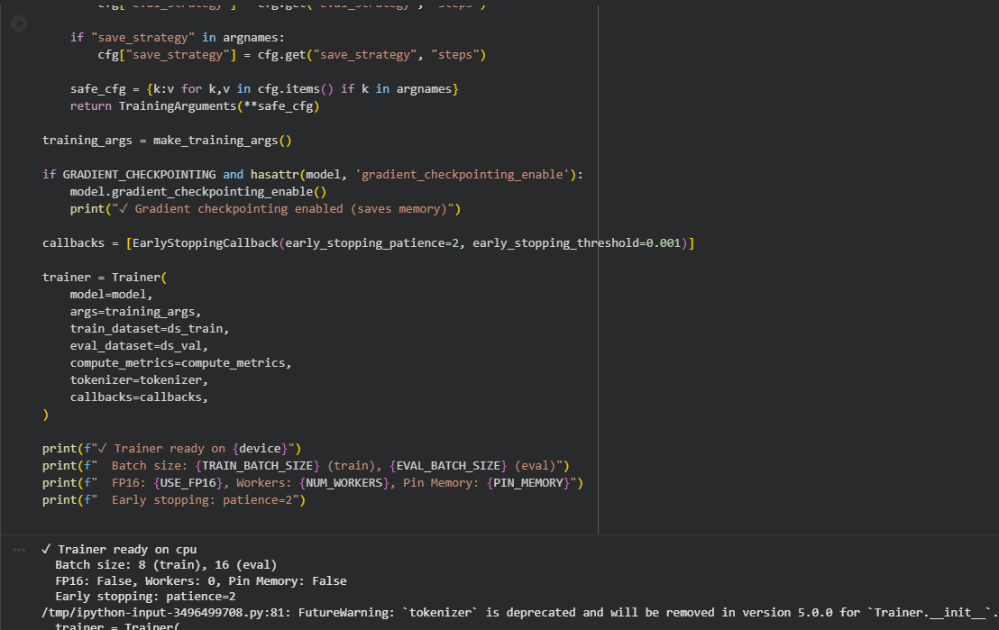 cfg["eval_strategy"] = cfg.get("eval_strategy", "steps")
if "save_strategy" in argnames:
cfg["save_strategy"] = cfg.get("save_strategy", "steps")
safe_cfg = {k:v for k,v in cfg.items() if k in argnames}
return TrainingArguments(**safe_cfg)
training_args = make_training_args()
if GRADIENT_CHECKPOINTING and hasattr(model, 'gradient_checkpointing_enable'):
model.gradient_checkpointing_enable()
print("✓ Gradient checkpointing enabled (saves memory)")
callbacks = [EarlyStoppingCallback(early_stopping_patience=2, early_stopping_threshold=0.001)]
trainer = Trainer(
model=model,
args=training_args,
train_dataset=ds_train,
eval_dataset=ds_val,
compute_metrics=compute_metrics,
tokenizer=tokenizer,
callbacks=callbacks,
)
print(f"✓ Trainer ready on {device}")
print(f"  Batch size: {TRAIN_BATCH_SIZE} (train), {EVAL_BATCH_SIZE} (eval)")
print(f"  FP16: {USE_FP16}, Workers: {NUM_WORKERS}, Pin Memory: {PIN_MEMORY}")
print(f"  Early stopping: patience=2")
✓ Trainer ready on cpu
Batch size: 8 (train), 16 (eval)
FP16: False, Workers: 0, Pin Memory: False
Early stopping: patience=2
/tmp/ipython-input-3496499708.py:81: FutureWarning: `tokenizer` is deprecated and will be removed in version 5.0.0 for `Trainer.__init__`.
trainer = Trainer(